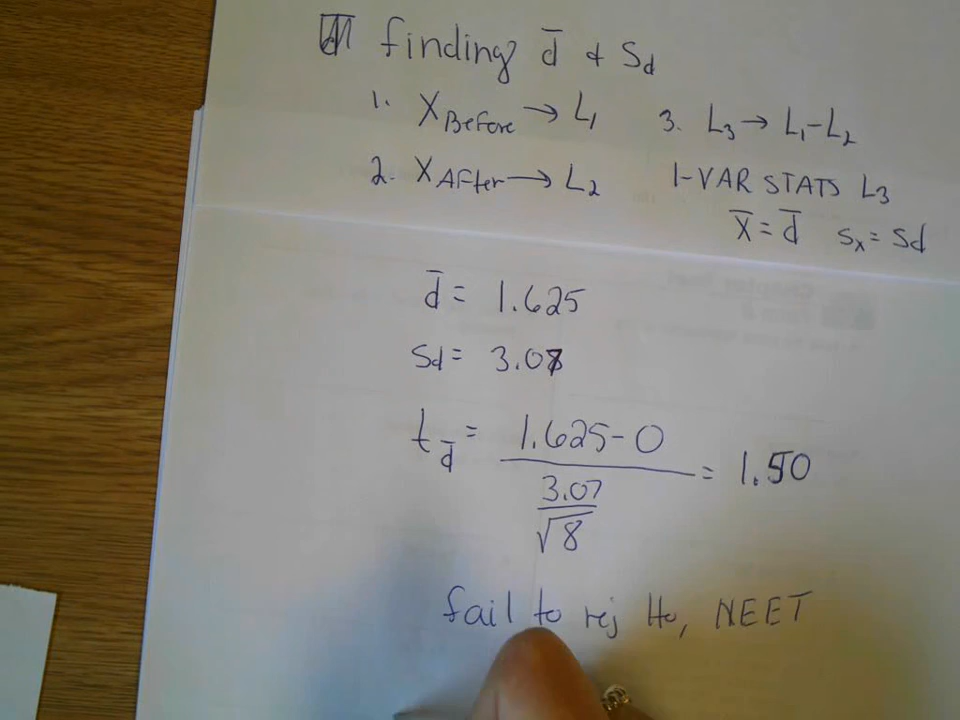 finding d̅ & Sd
1. XBefore → L1
2. XAfter → L2
3. L3 → L1-L2
1-VAR STATS L3
X̅ = d̅ Sx = Sd
d̅ = 1.625
Sd = 3.07
td̅ = 1.625-0 / 3.07/√8 = 1.50
fail to rej Ho, NEET